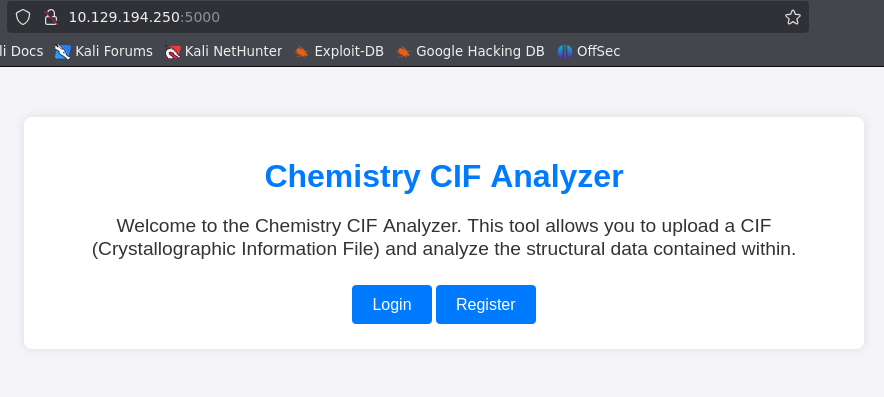 10.129.194.250:5000
li Docs Kali Forums Kali NetHunter Exploit-DB Google Hacking DB OffSec
Chemistry CIF Analyzer
Welcome to the Chemistry CIF Analyzer. This tool allows you to upload a CIF
(Crystallographic Information File) and analyze the structural data contained within.
Login Register